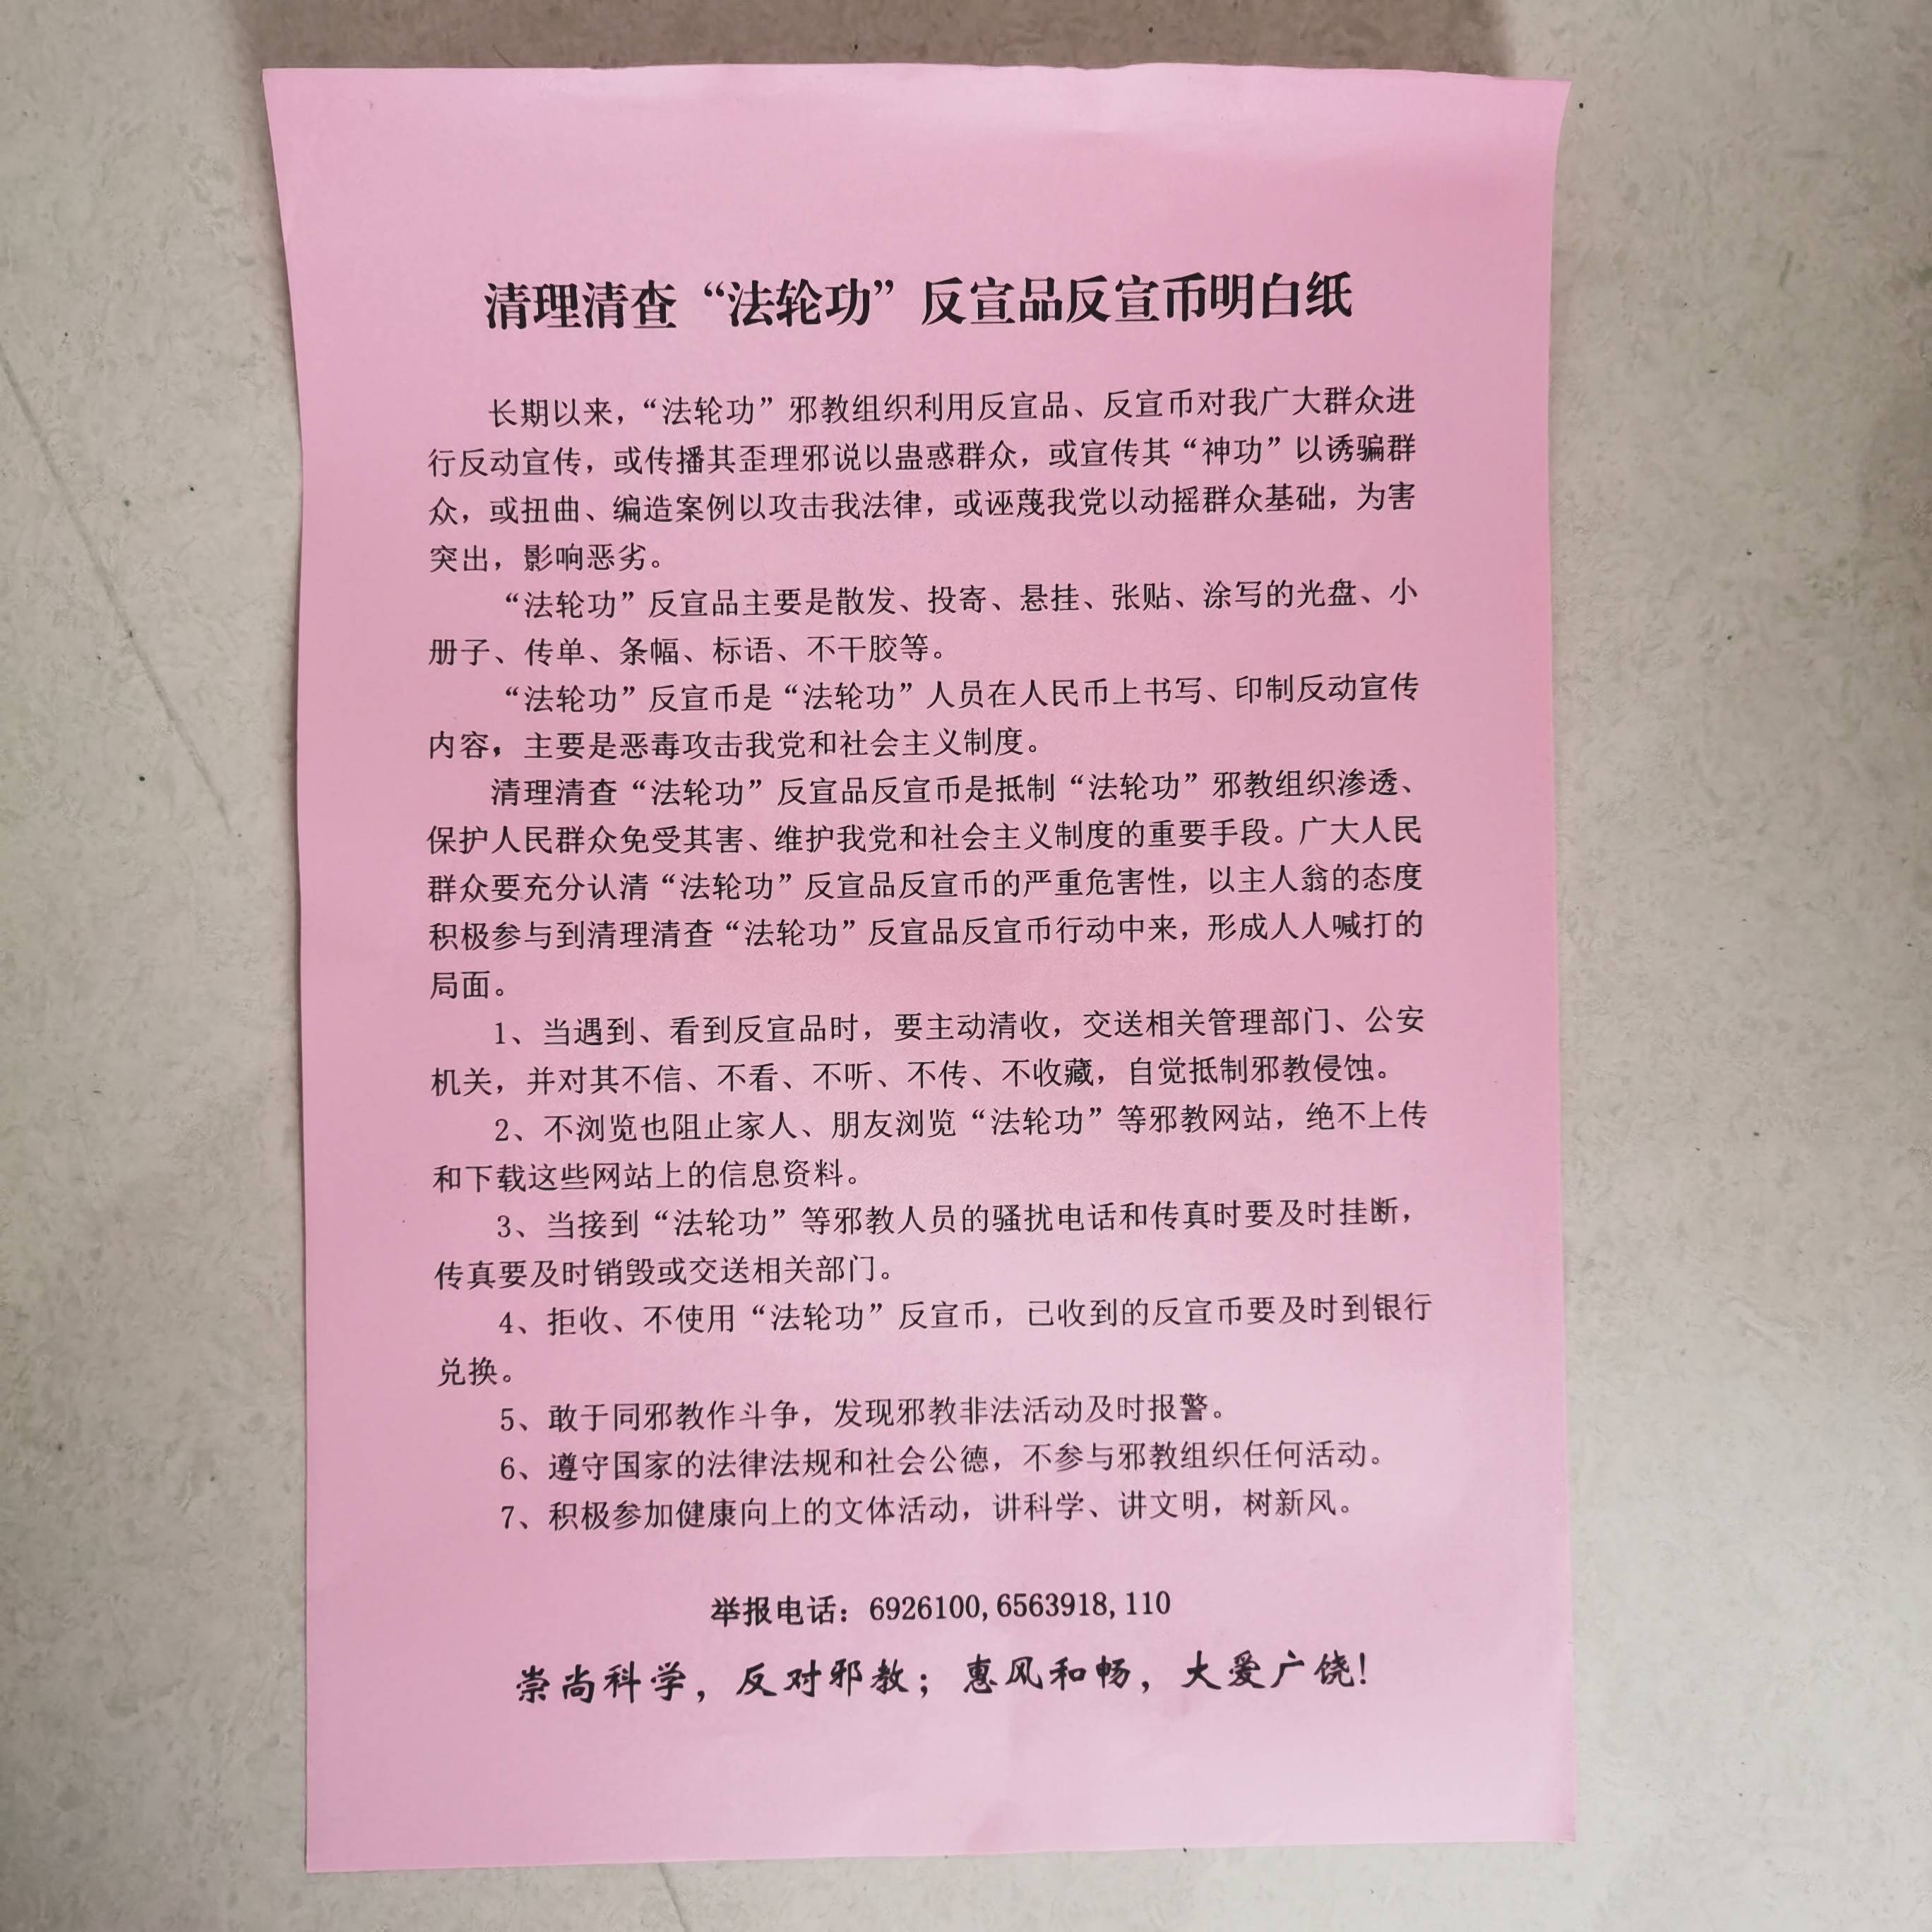 清理清查“法轮功”反宣品反宣币明白纸
长期以来，“法轮功”邪教组织利用反宣品、反宣币对我广大群众进
行反动宣传，或传播其歪理邪说以蛊惑群众，或宣传其“神功”以诱骗群
众，或扭曲、编造案例以攻击我法律，或诬蔑我党以动摇群众基础，为害
突出，影响恶劣。
“法轮功”反宣品主要是散发、投寄、悬挂、张贴、涂写的光盘、小
册子、传单、条幅、标语、不干胶等。
“法轮功”反宣币是“法轮功”人员在人民币上书写、印制反动宣传
内容，主要是恶毒攻击我党和社会主义制度。
清理清查“法轮功”反宣品反宣币是抵制“法轮功”邪教组织渗透、
保护人民群众免受其害、维护我党和社会主义制度的重要手段。广大人民
群众要充分认清“法轮功”反宣品反宣币的严重危害性，以主人翁的态度
积极参与到清理清查“法轮功”反宣品反宣币行动中来，形成人人喊打的
局面。
1、当遇到、看到反宣品时，要主动清收，交送相关管理部门、公安
机关，并对其不信、不看、不听、不传、不收藏，自觉抵制邪教侵蚀。
2、不浏览也阻止家人、朋友浏览“法轮功”等邪教网站，绝不上传
和下载这些网站上的信息资料。
3、当接到“法轮功”等邪教人员的骚扰电话和传真时要及时挂断，
传真要及时销毁或交送相关部门。
4、拒收、不使用“法轮功”反宣币，已收到的反宣币要及时到银行
兑换。
5、敢于同邪教作斗争，发现邪教非法活动及时报警。
6、遵守国家的法律法规和社会公德，不参与邪教组织任何活动。
7、积极参加健康向上的文体活动，讲科学、讲文明，树新风。
举报电话：6926100,6563918,110
崇尚科学，反对邪教；惠风和畅，大爱广饶！